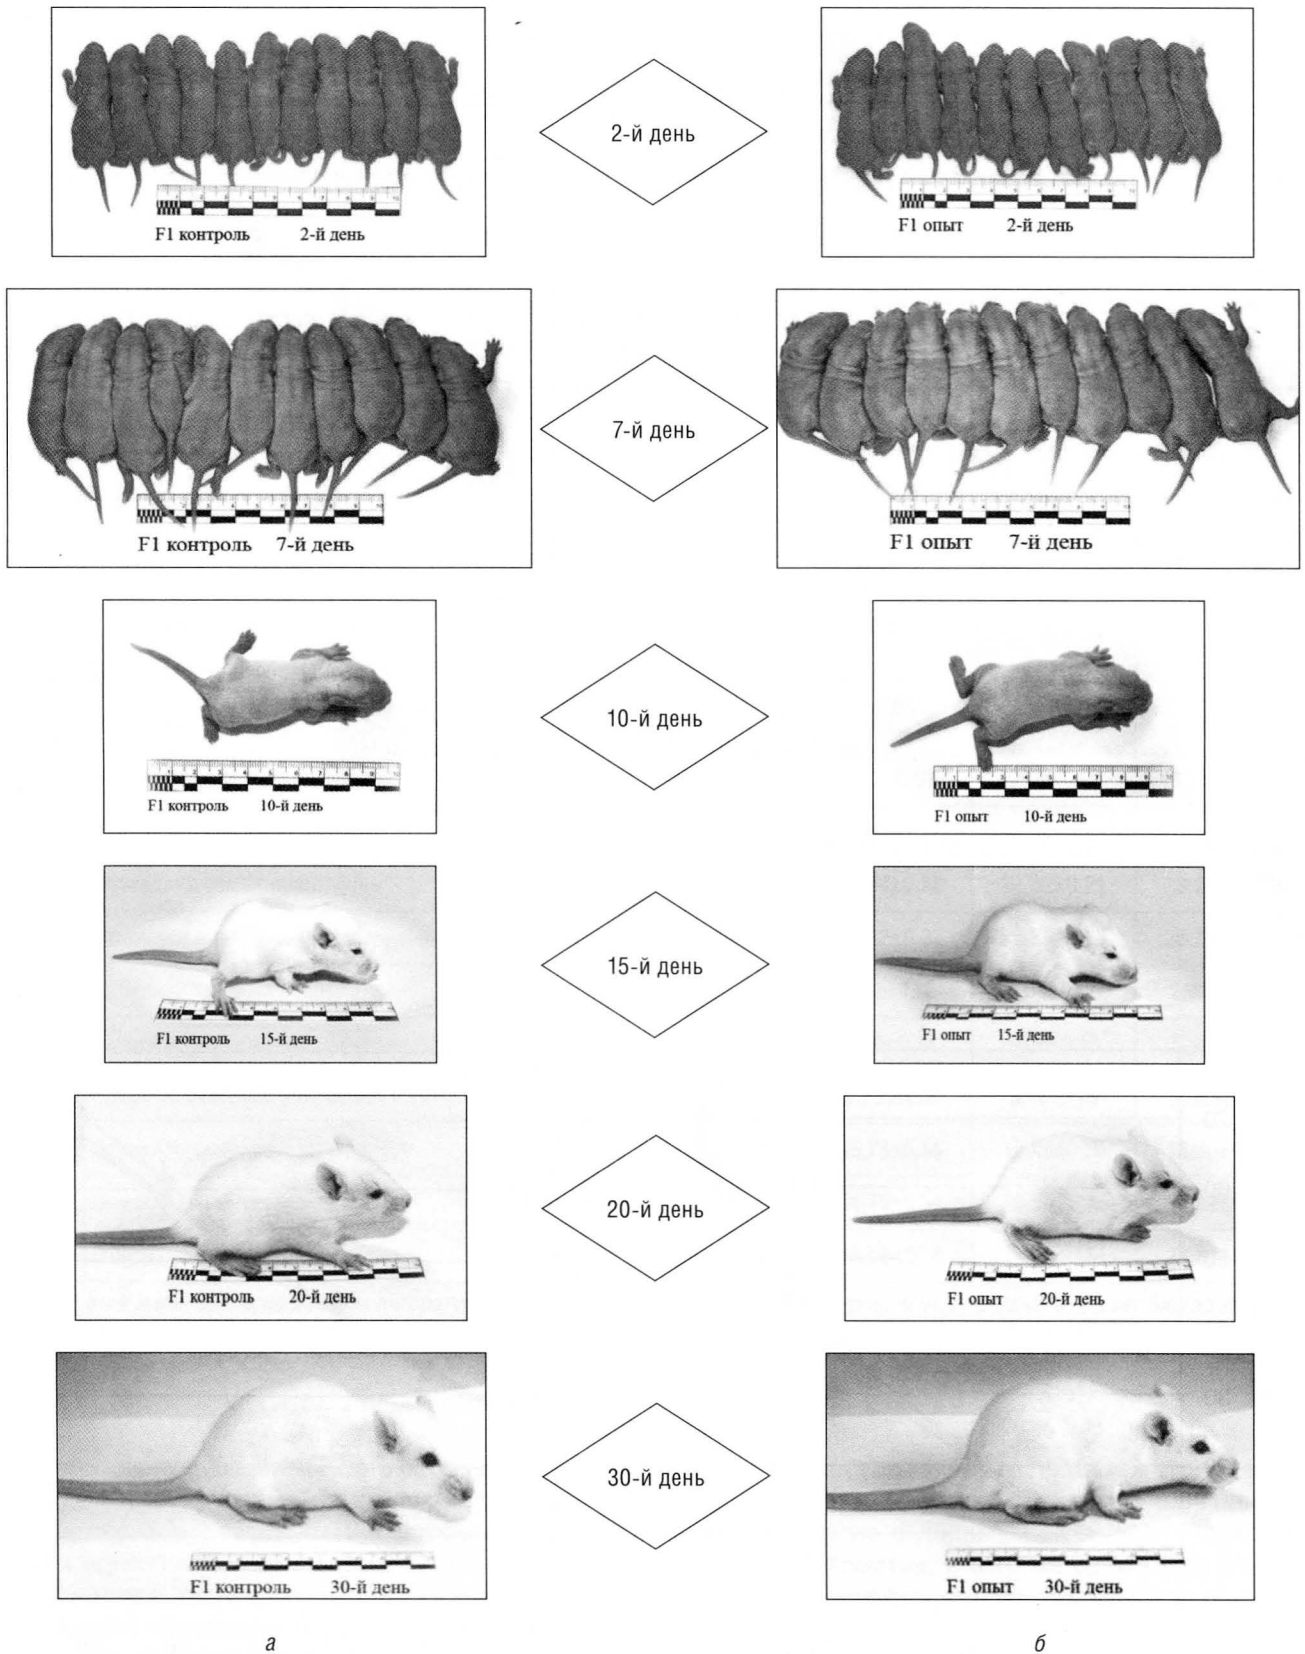 2-й день
F1 контроль 2-й день
F1 опыт 2-й день
7-й день
F1 контроль 7-й день
F1 опыт 7-й день
10-й день
F1 контроль 10-й день
F1 опыт 10-й день
15-й день
F1 контроль 15-й день
F1 опыт 15-й день
20-й день
F1 контроль 20-й день
F1 опыт 20-й день
30-й день
F1 контроль 30-й день
F1 опыт 30-й день
а
б